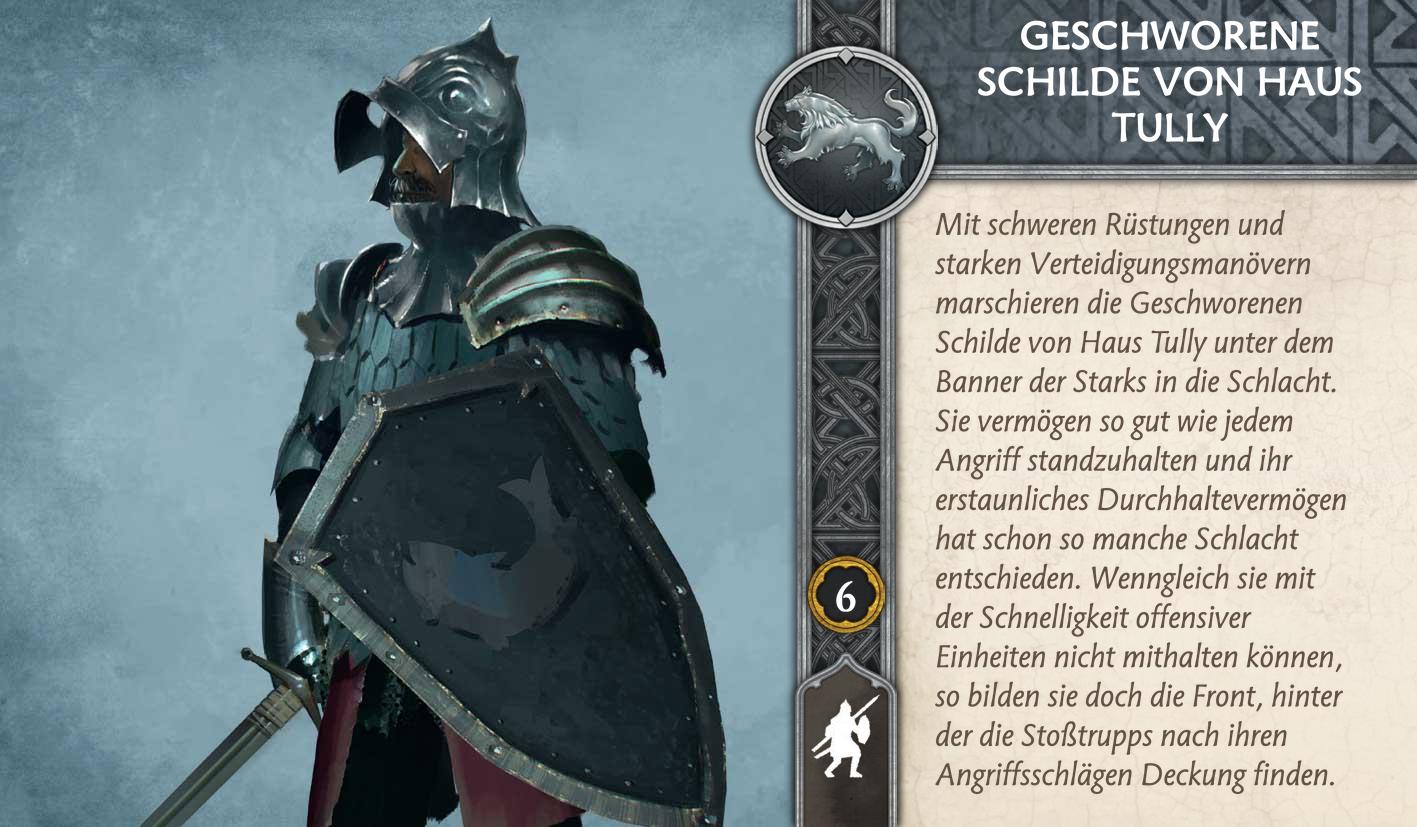 GESCHWORENE
SCHILDE VON HAUS
TULLY
Mit schweren Rüstungen und
starken Verteidigungsmanövern
marschieren die Geschworenen
Schilde von Haus Tully unter dem
Banner der Starks in die Schlacht.
Sie vermögen so gut wie jedem
Angriff standzuhalten und ihr
erstaunliches Durchhaltevermögen
hat schon so manche Schlacht
entschieden. Wenngleich sie mit
der Schnelligkeit offensiver
Einheiten nicht mithalten können,
so bilden sie doch die Front, hinter
der die Stoßtrupps nach ihren
Angriffsschlägen Deckung finden.
6